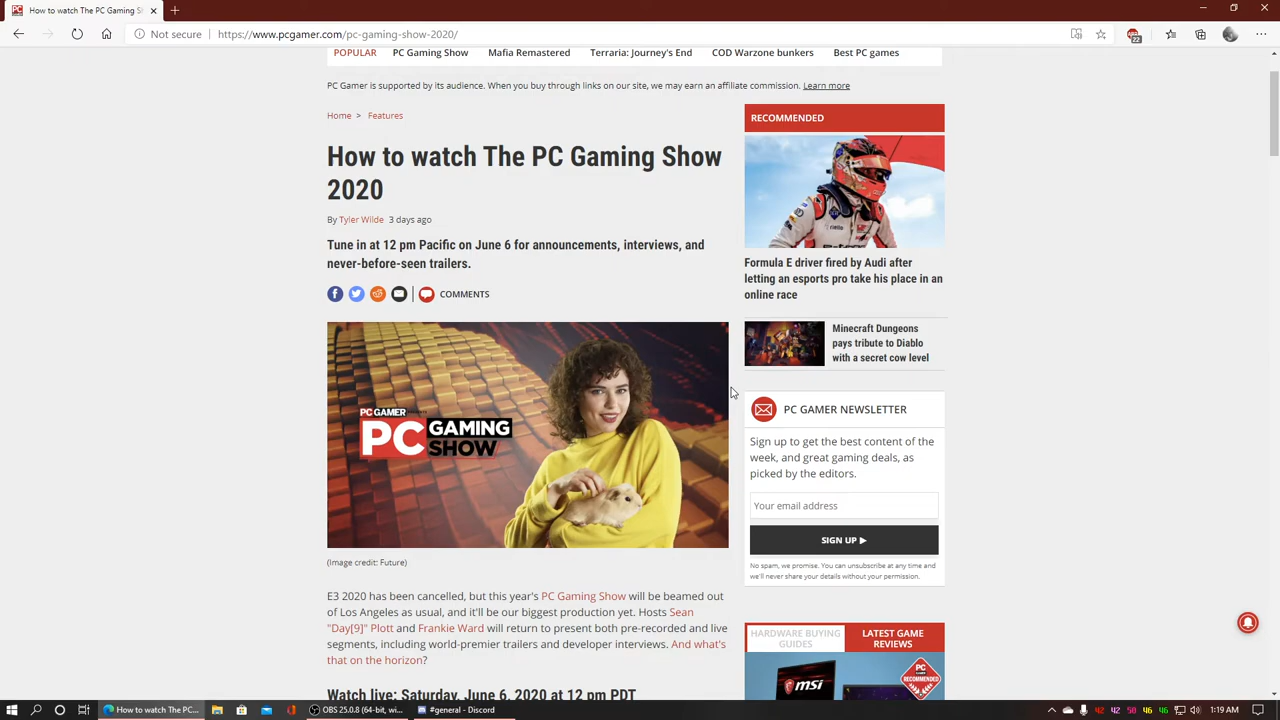 How to watch The PC Gaming S
Not secure
https://www.pcgamer.com/pc-gaming-show-2020/
22
POPULAR PC Gaming Show Mafia Remastered Terraria: Journey's End COD Warzone bunkers Best PC games
PC Gamer is supported by its audience. When you buy through links on our site, we may earn an affiliate commission. Learn more
Home > Features
How to watch The PC Gaming Show
2020
By Tyler Wilde 3 days ago
Tune in at 12 pm Pacific on June 6 for announcements, interviews, and
never-before-seen trailers.
COMMENTS
PC GAMER
PC GAMING
SHOW
(Image credit: Future)
E3 2020 has been cancelled, but this year's PC Gaming Show will be beamed out
of Los Angeles as usual, and it'll be our biggest production yet. Hosts Sean
"Day[9]" Plott and Frankie Ward will return to present both pre-recorded and live
segments, including world-premier trailers and developer interviews. And what's
that on the horizon?
Watch live: Saturday, June 6, 2020 at 12 pm PDT
RECOMMENDED
Formula E driver fired by Audi after
letting an esports pro take his place in an
online race
Minecraft Dungeons
pays tribute to Diablo
with a secret cow level
PC GAMER NEWSLETTER
Sign up to get the best content of the
week, and great gaming deals, as
picked by the editors.
Your email address
SIGN UP ▶
No spam, we promise. You can unsubscribe at any time and
we'll never share your details without your permission.
HARDWARE BUYING
GUIDES
LATEST GAME
REVIEWS
msi
PC
GAMER
RECOMMENDED
How to watch The PC...
OBS 25.0.8 (64-bit, wi...
#general - Discord
42 42 51 48 46 46
1:19 AM